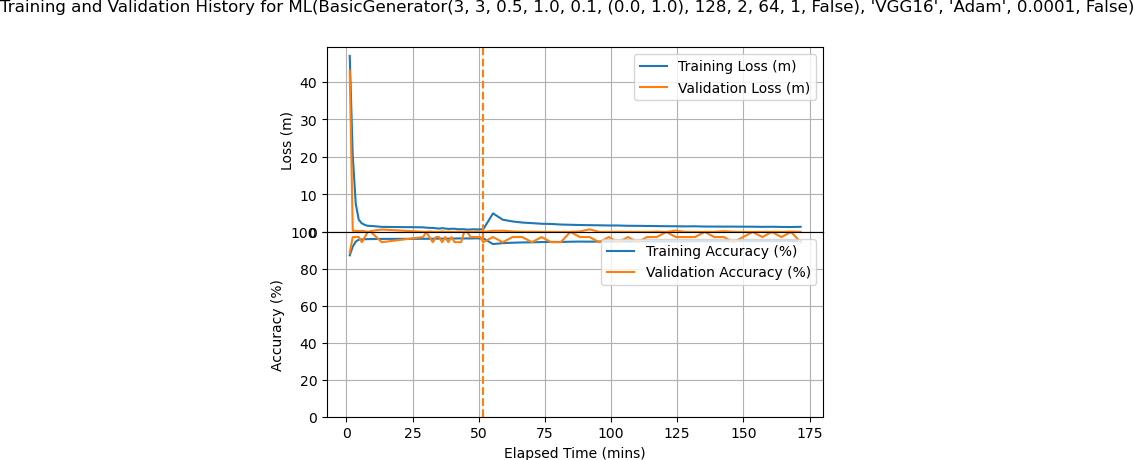 Training and Validation History for ML(BasicGenerator(3, 3, 0.5, 1.0, 0.1, (0.0, 1.0), 128, 2, 64, 1, False), 'VGG16', 'Adam', 0.0001, False)
Training Loss (m)
Validation Loss (m)
Loss (m)
40
30
20
10
0
Training Accuracy (%)
Validation Accuracy (%)
Accuracy (%)
100
80
60
40
20
0
0 25 50 75 100 125 150 175
Elapsed Time (mins)